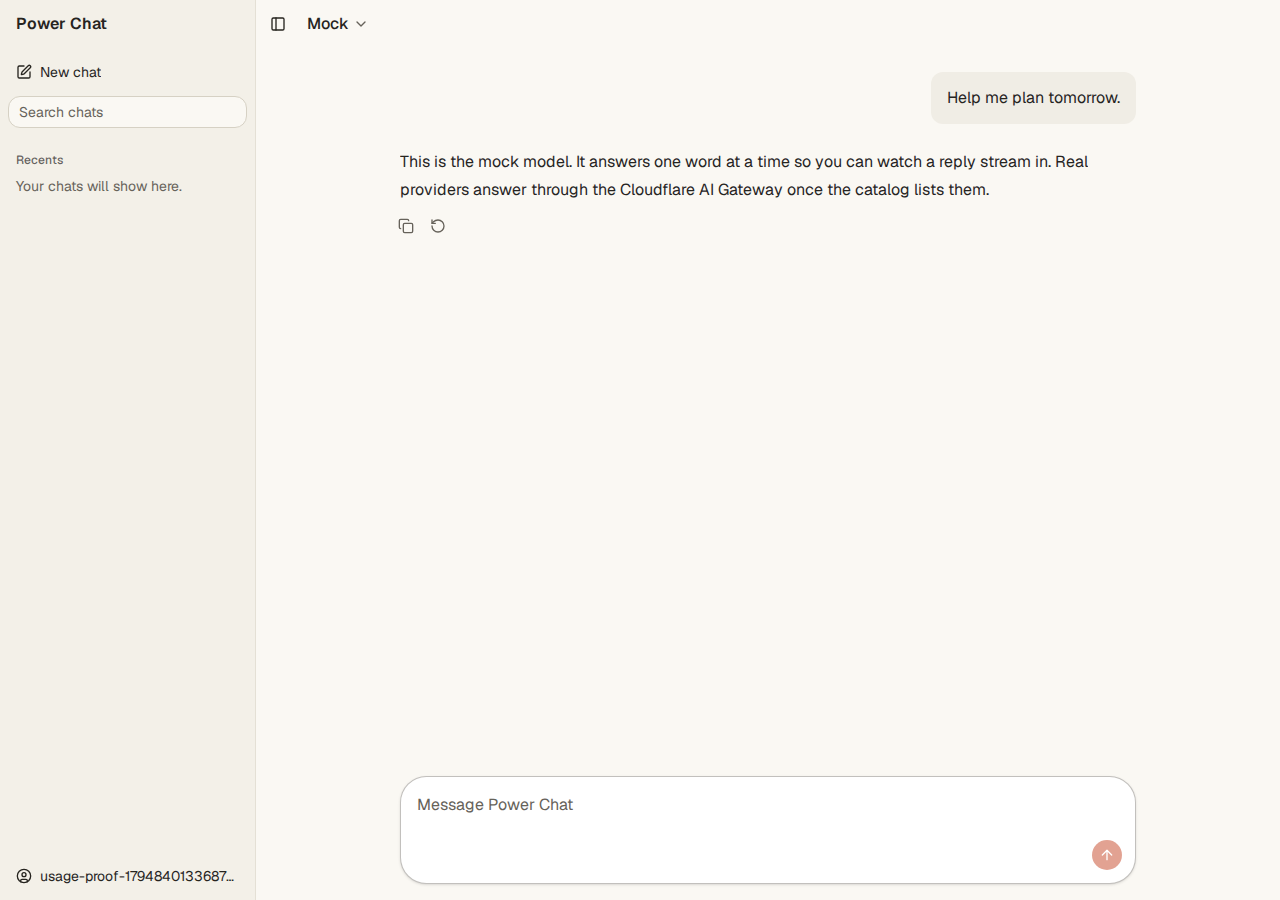 Power Chat
Mock
New chat
Search chats
Recents
Your chats will show here.
Help me plan tomorrow.
This is the mock model. It answers one word at a time so you can watch a reply stream in. Real
providers answer through the Cloudflare AI Gateway once the catalog lists them.
Message Power Chat
usage-proof-1794840133687...